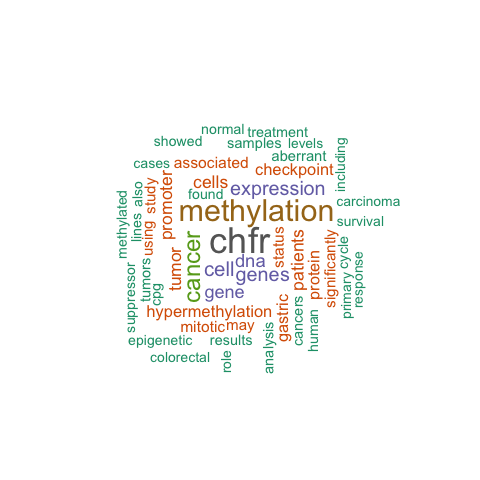 normal
treatment
showed
samples
levels
aberrant
including
cases
associated
checkpoint
cells
expression
found
carcinoma
methylated
lines
also
using
study
promoter
methylation
survival
chfr
status
patients
significantly
cycle
tumor
cancer
cell
dna
genes
protein
primary
response
suppressor
tumors
cpg
gene
gastric
cancers
human
hypermethylation
mitotic
may
analysis
epigenetic
results
colorectal
role